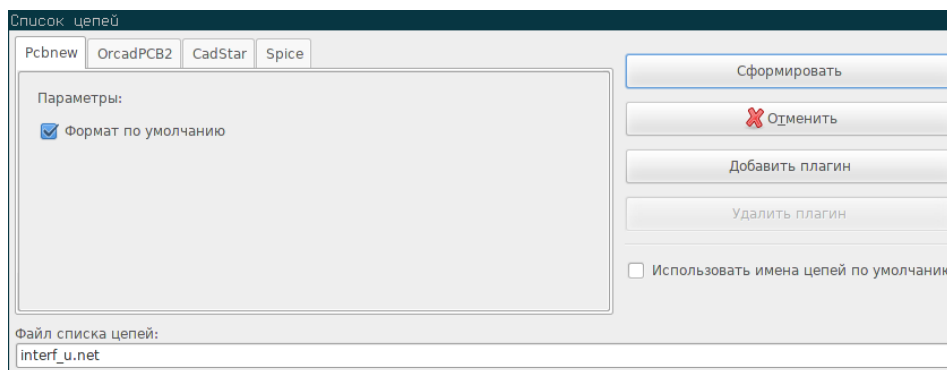 Список цепей
Pcbnew OrcadPCB2 CadStar Spice
Параметры:
Формат по умолчанию
Сформировать
Отменить
Добавить плагин
Удалить плагин
Использовать имена цепей по умолчанию
Файл списка цепей:
interf_u.net